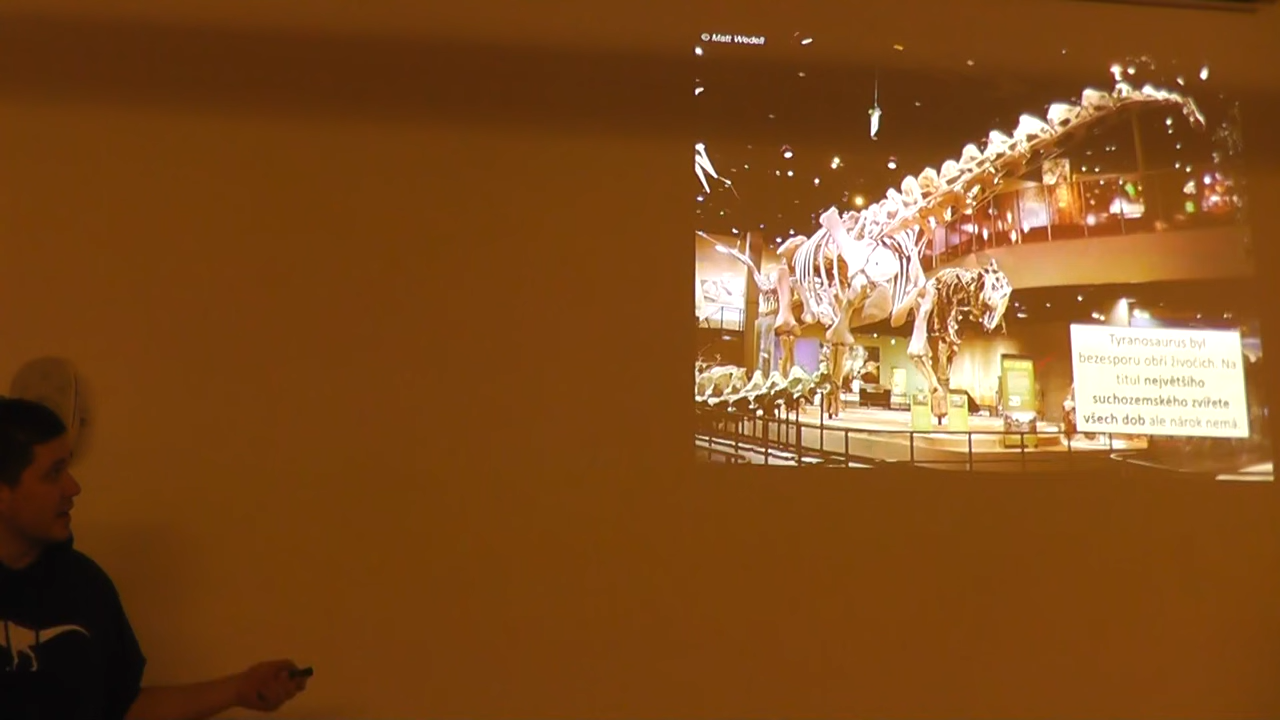 © Matt Wedell
Tyranosaurus byl
bezesporu obří živočich. Na
titul největšího
suchozemského zvířete
všech dob ale nárok nemá.